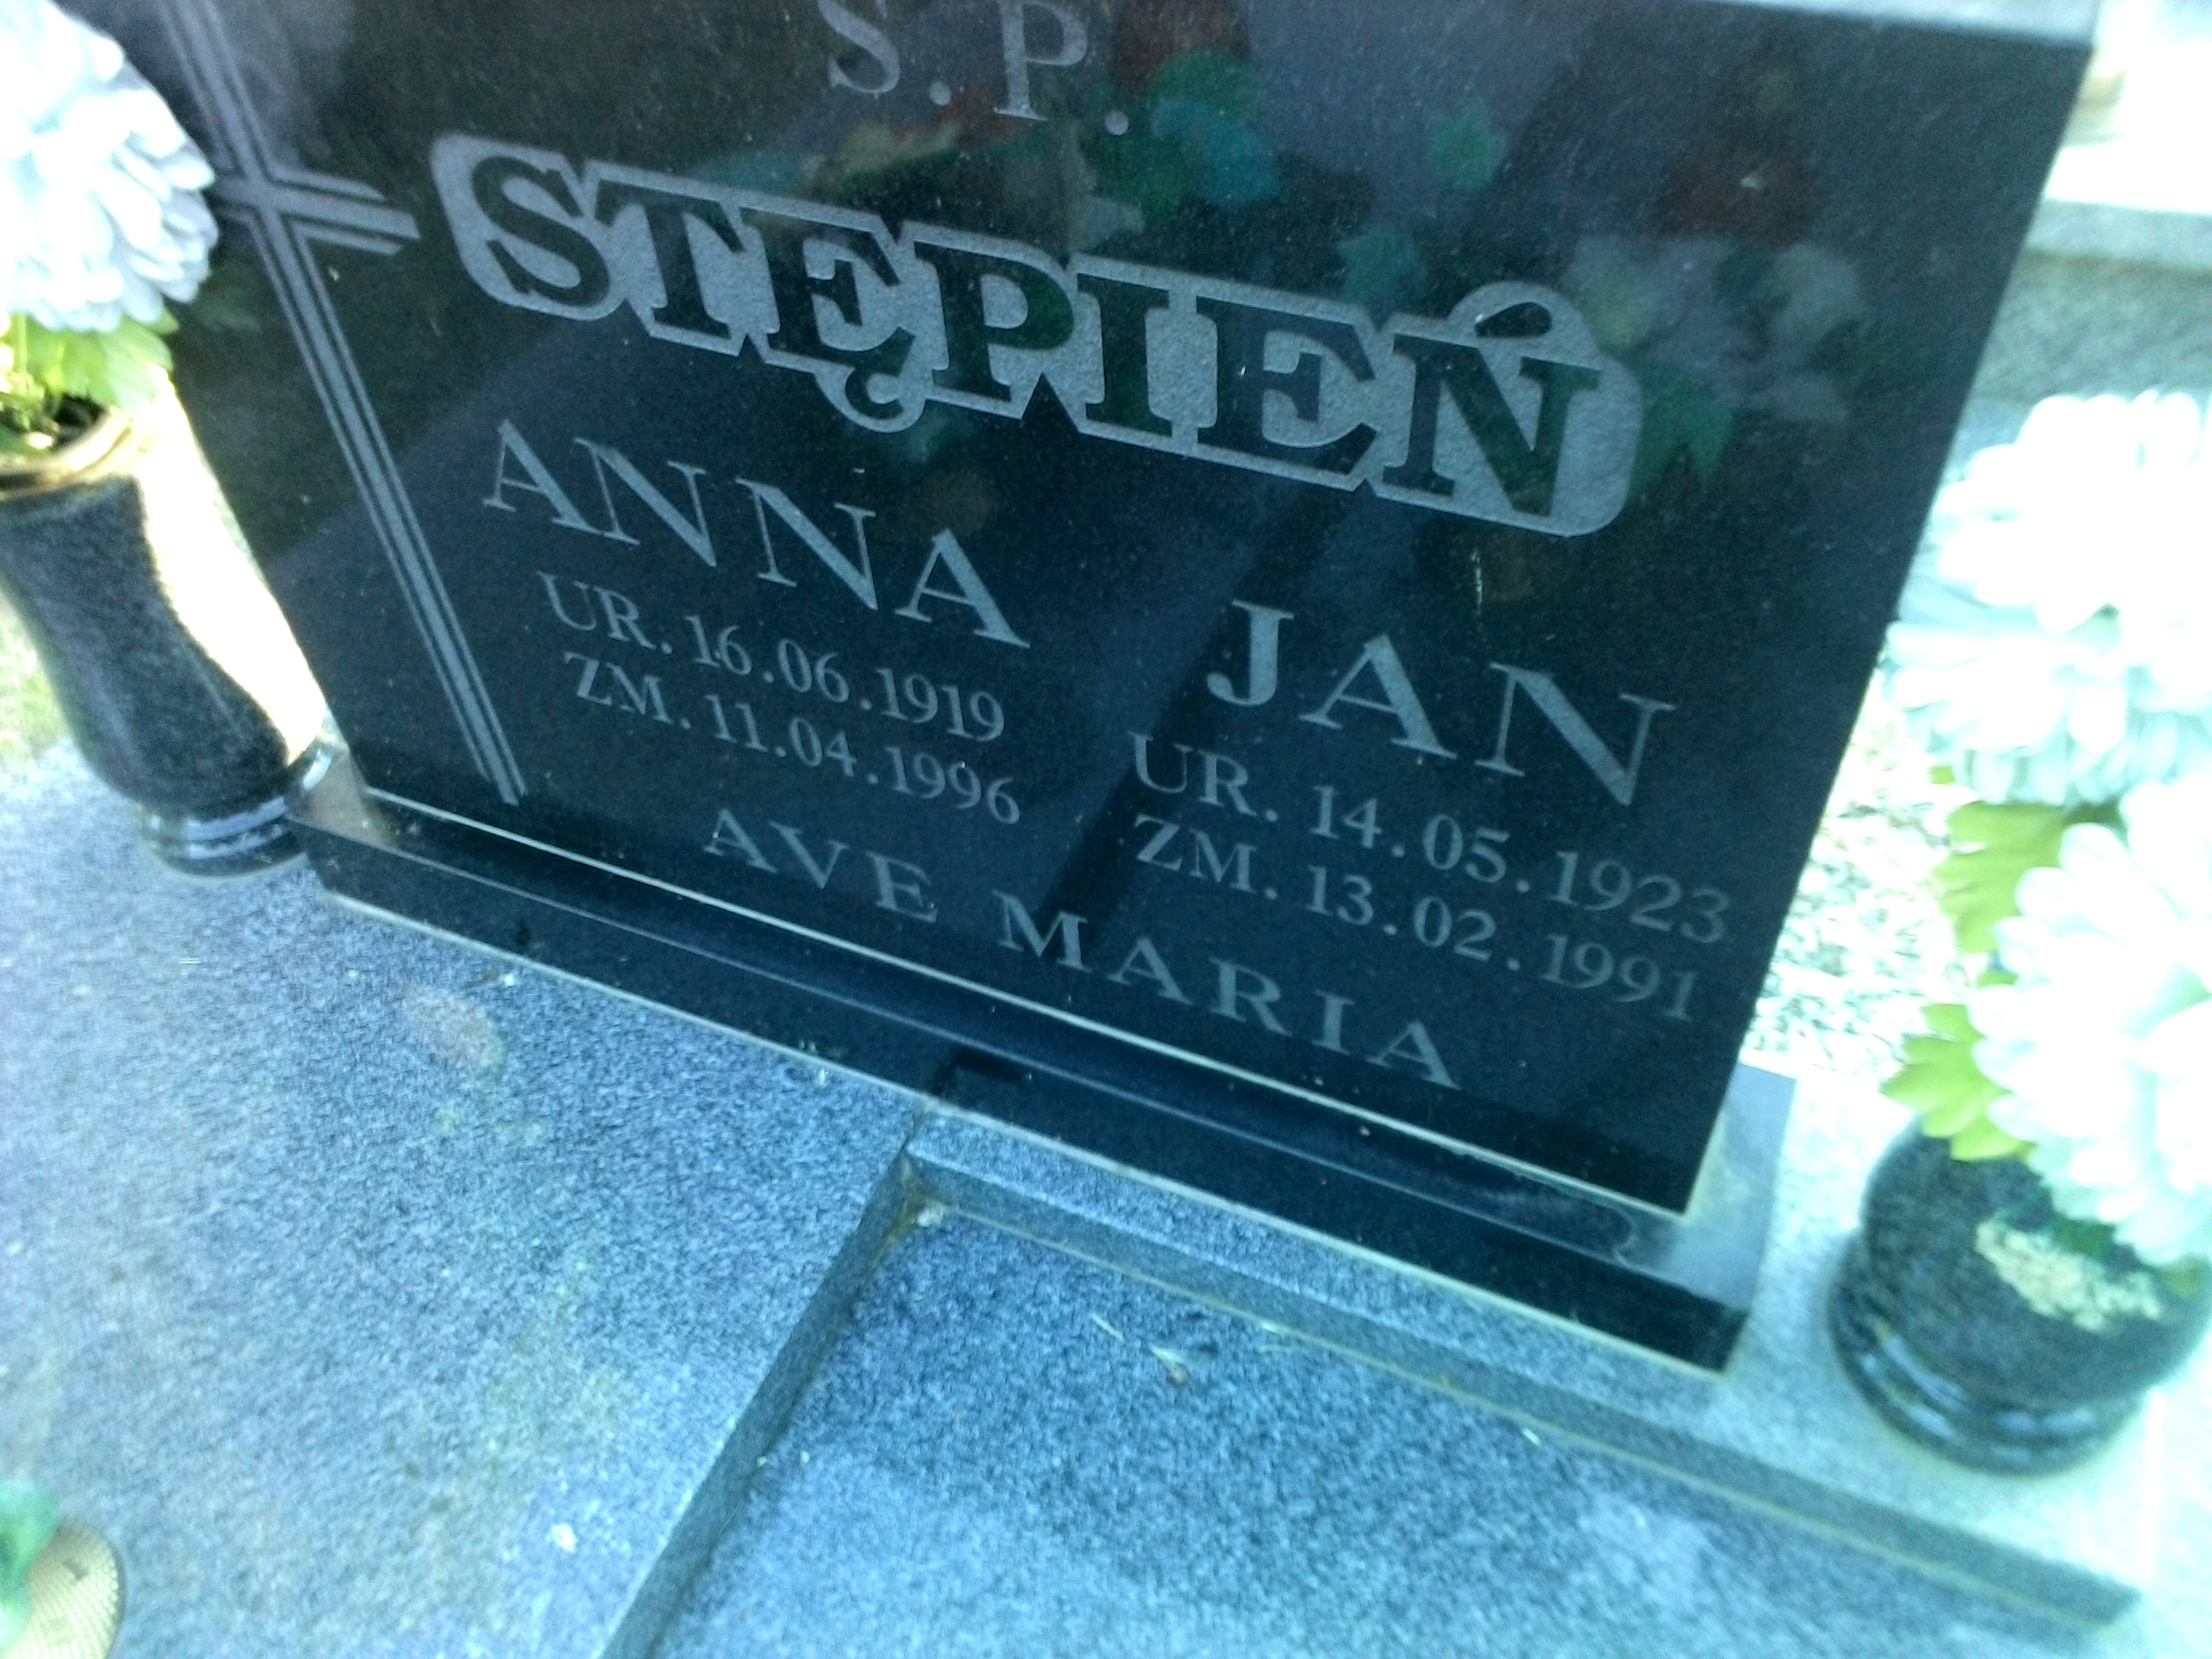 S.P.
STĘPIEŃ
ANNA
UR. 16.06.1919
ZM. 11.04.1996
JAN
UR. 14.05.1923
ZM. 13.02.1991
AVE MARIA